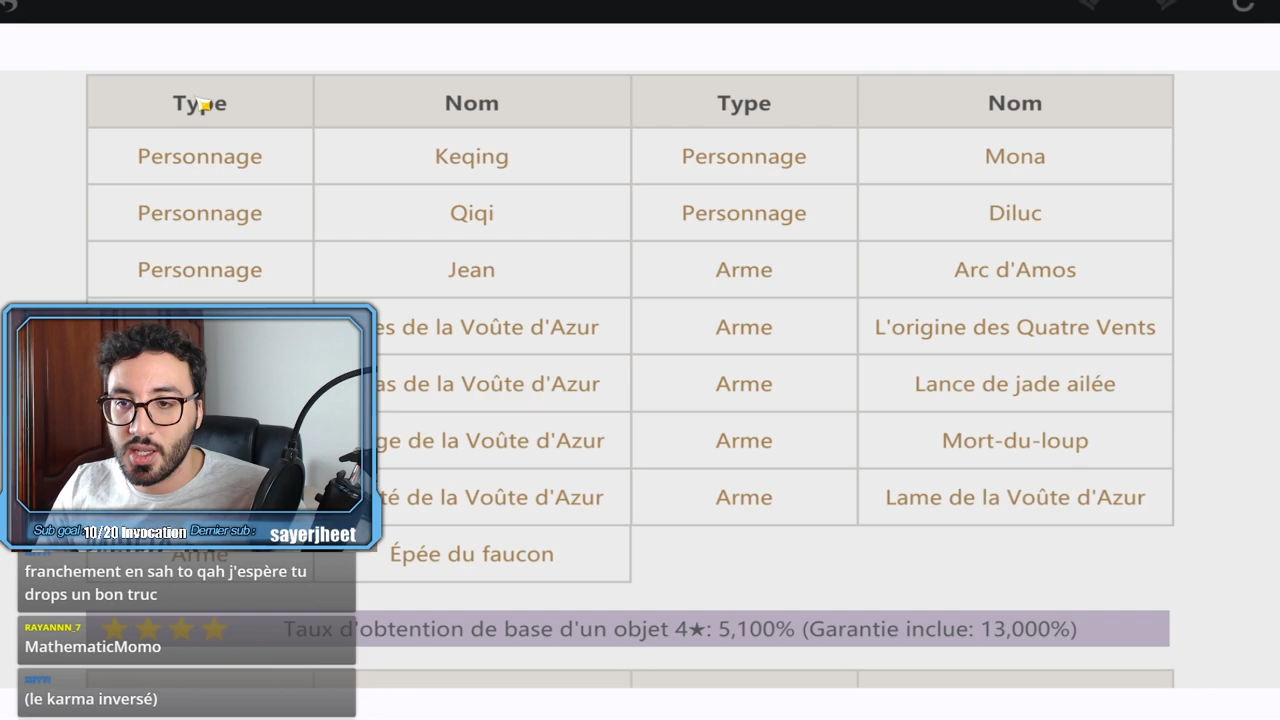 Type Nom Type Nom
Personnage Keqing Personnage Mona
Personnage Qiqi Personnage Diluc
Personnage Jean Arme Arc d'Amos
es de la Voûte d'Azur Arme L'origine des Quatre Vents
as de la Voûte d'Azur Arme Lance de jade ailée
ge de la Voûte d'Azur Arme Mort-du-loup
té de la Voûte d'Azur Arme Lame de la Voûte d'Azur
Arme Épée du faucon
Taux d'obtention de base d'un objet 4★: 5,100% (Garantie inclue: 13,000%)
Sub goal: 10/20 Invocation Dernier sub : sayerjheet
franchement en sah to qah j'espère tu
drops un bon truc
RAYANNN_7
MathematicMomo
(le karma inversé)